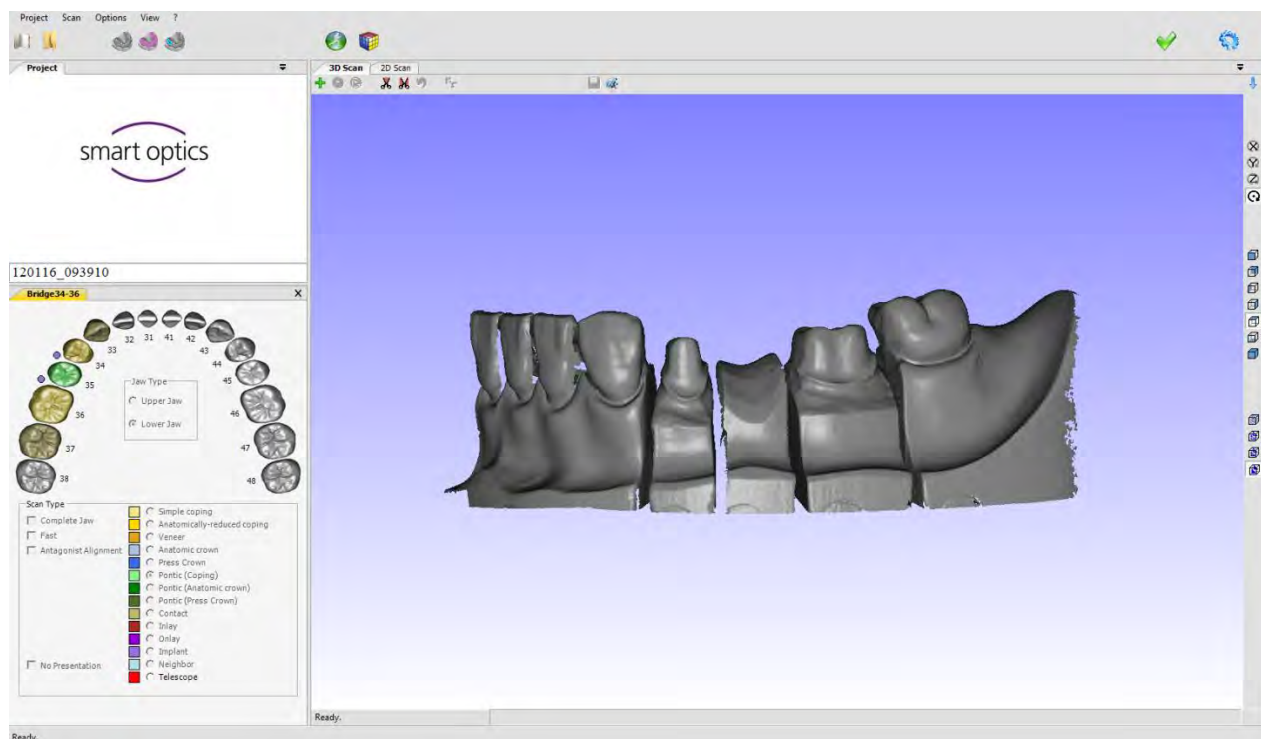 Project Scan Options View ?
Project
3D Scan 2D Scan
smart optics
120116_093910
Bridge34-36 X
32 31 41 42
33 43
34 44
35 45
Jaw Type
Upper Jaw
36 46
Lower Jaw
37 47
38 48
Scan Type
Complete Jaw
Fast
Antagonist Alignment
No Presentation
Simple coping
Anatomically-reduced coping
Veneer
Anatomic crown
Press Crown
Pontic (Coping)
Pontic (Anatomic crown)
Pontic (Press Crown)
Contact
Inlay
Onlay
Implant
Neighbor
Telescope
X
Y
Z
Ready.
Ready